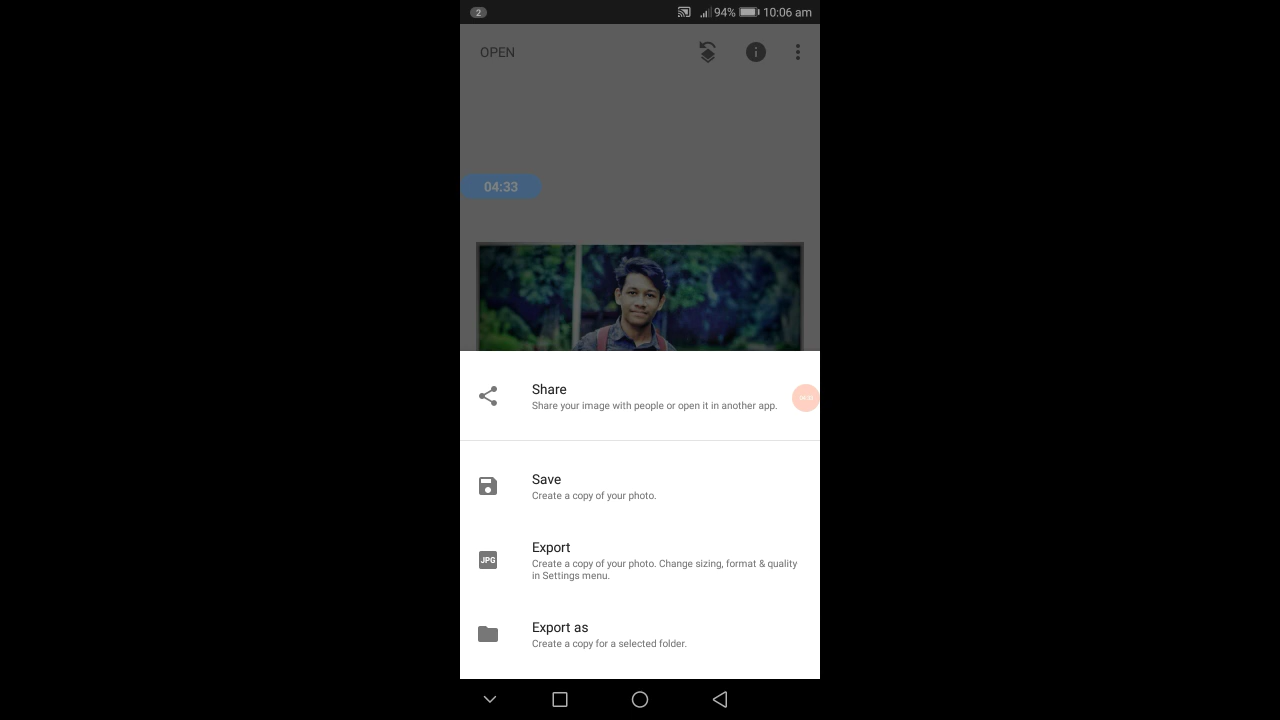 2
94%
10:06 am
OPEN
04:33
Share
Share your image with people or open it in another app.
Save
Create a copy of your photo.
JPG
Export
Create a copy of your photo. Change sizing, format & quality
in Settings menu.
Export as
Create a copy for a selected folder.